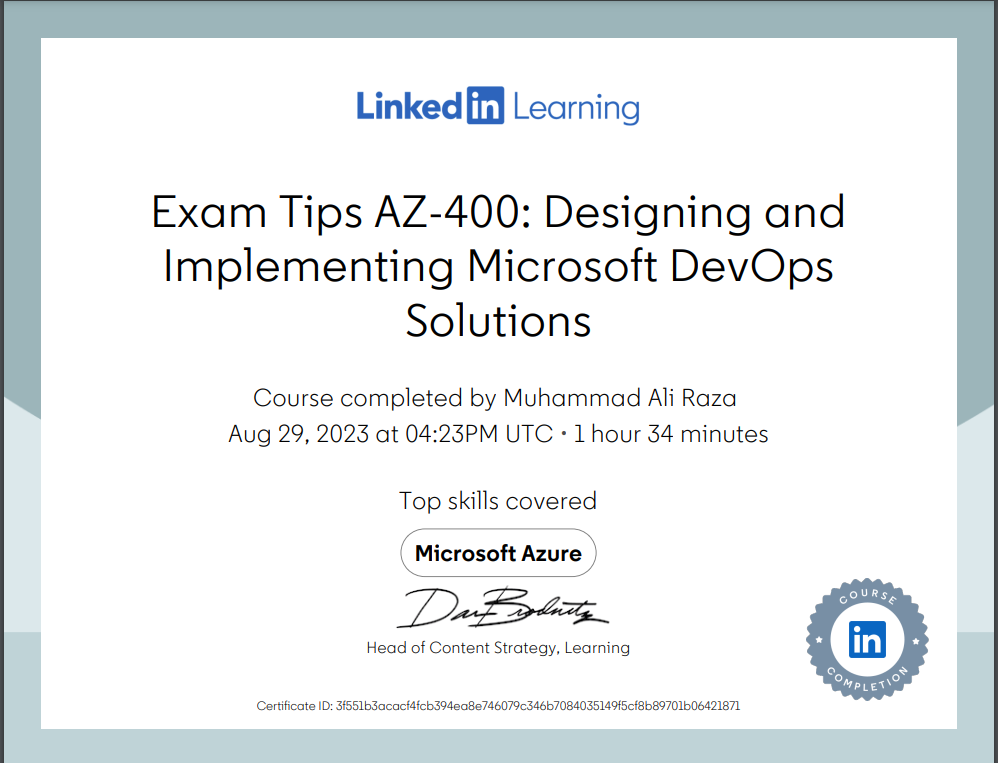 Linkedin Learning
Exam Tips AZ-400: Designing and
Implementing Microsoft DevOps
Solutions
Course completed by Muhammad Ali Raza
Aug 29, 2023 at 04:23PM UTC • 1 hour 34 minutes
Top skills covered
Microsoft Azure
Dan Brodnitz
Head of Content Strategy, Learning
COURSE
in
COMPLETION
Certificate ID: 3f551b3acacf4fcb394ea8e746079c346b7084035149f5cf8b89701b06421871